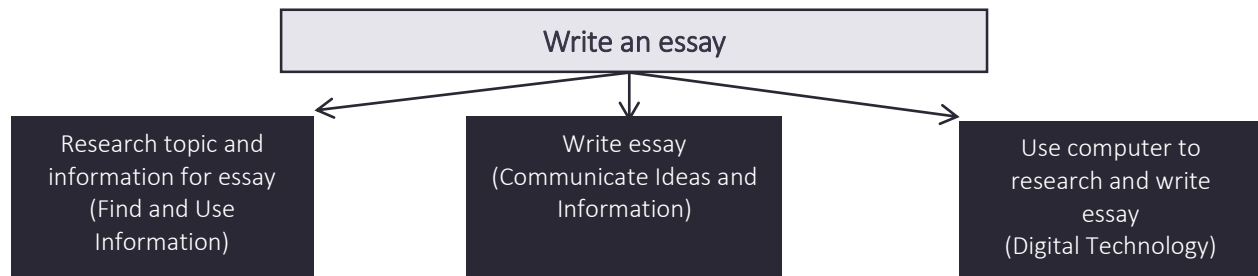 Write an essay
Research topic and
information for essay
(Find and Use
Information)
Write essay
(Communicate Ideas and
Information)
Use computer to
research and write
essay
(Digital Technology)